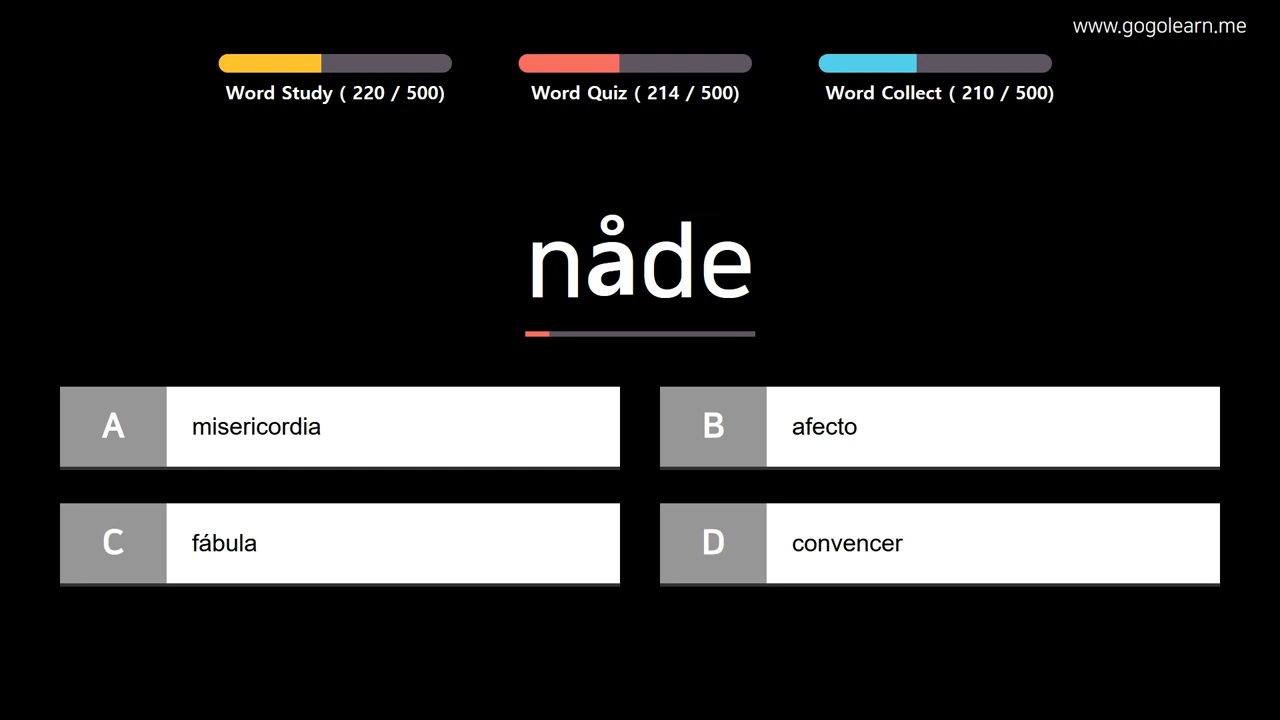 www.gogolearn.me
Word Study ( 220 / 500)
Word Quiz ( 214 / 500)
Word Collect ( 210 / 500)
nåde
A misericordia
B afecto
C fábula
D convencer